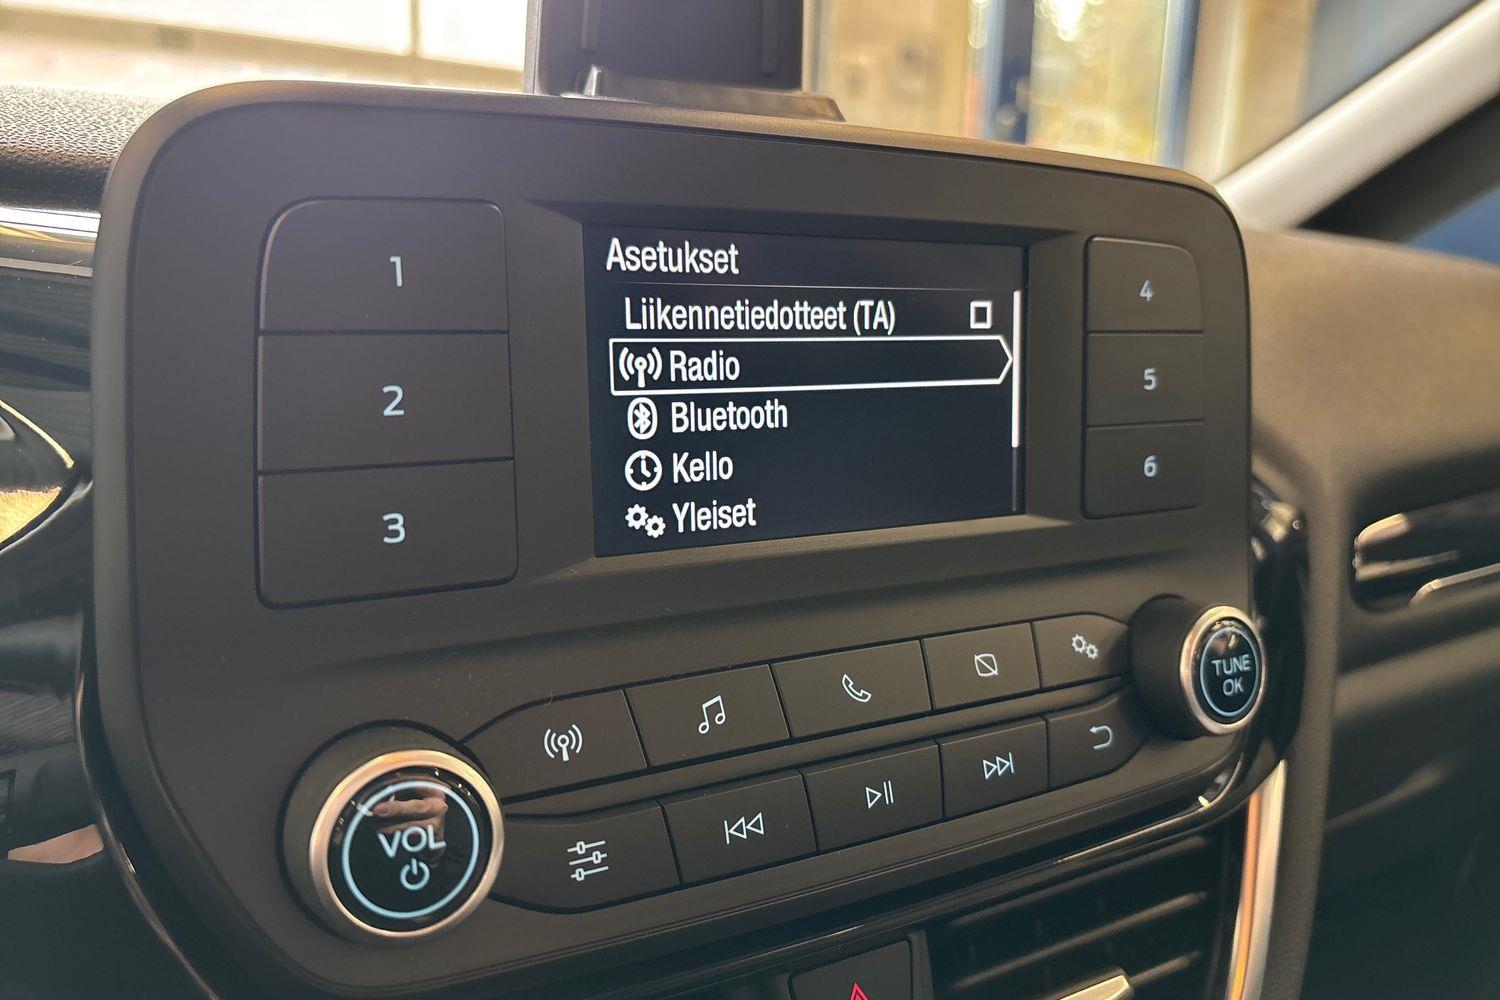 Asetukset
Liikennetiedotteet (TA)
Radio
Bluetooth
Kello
Yleiset
1
2
3
4
5
6
VOL
TUNE
OK